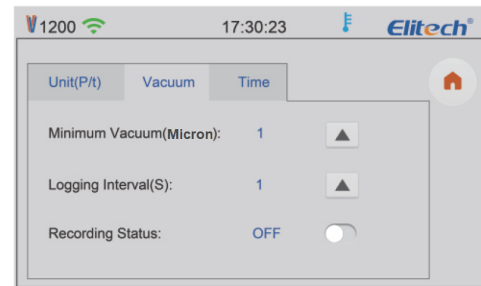 V1200 17:30:23 Elitech®
Unit(P/t) Vacuum Time
Minimum Vacuum(Micron): 1
Logging Interval(S): 1
Recording Status: OFF